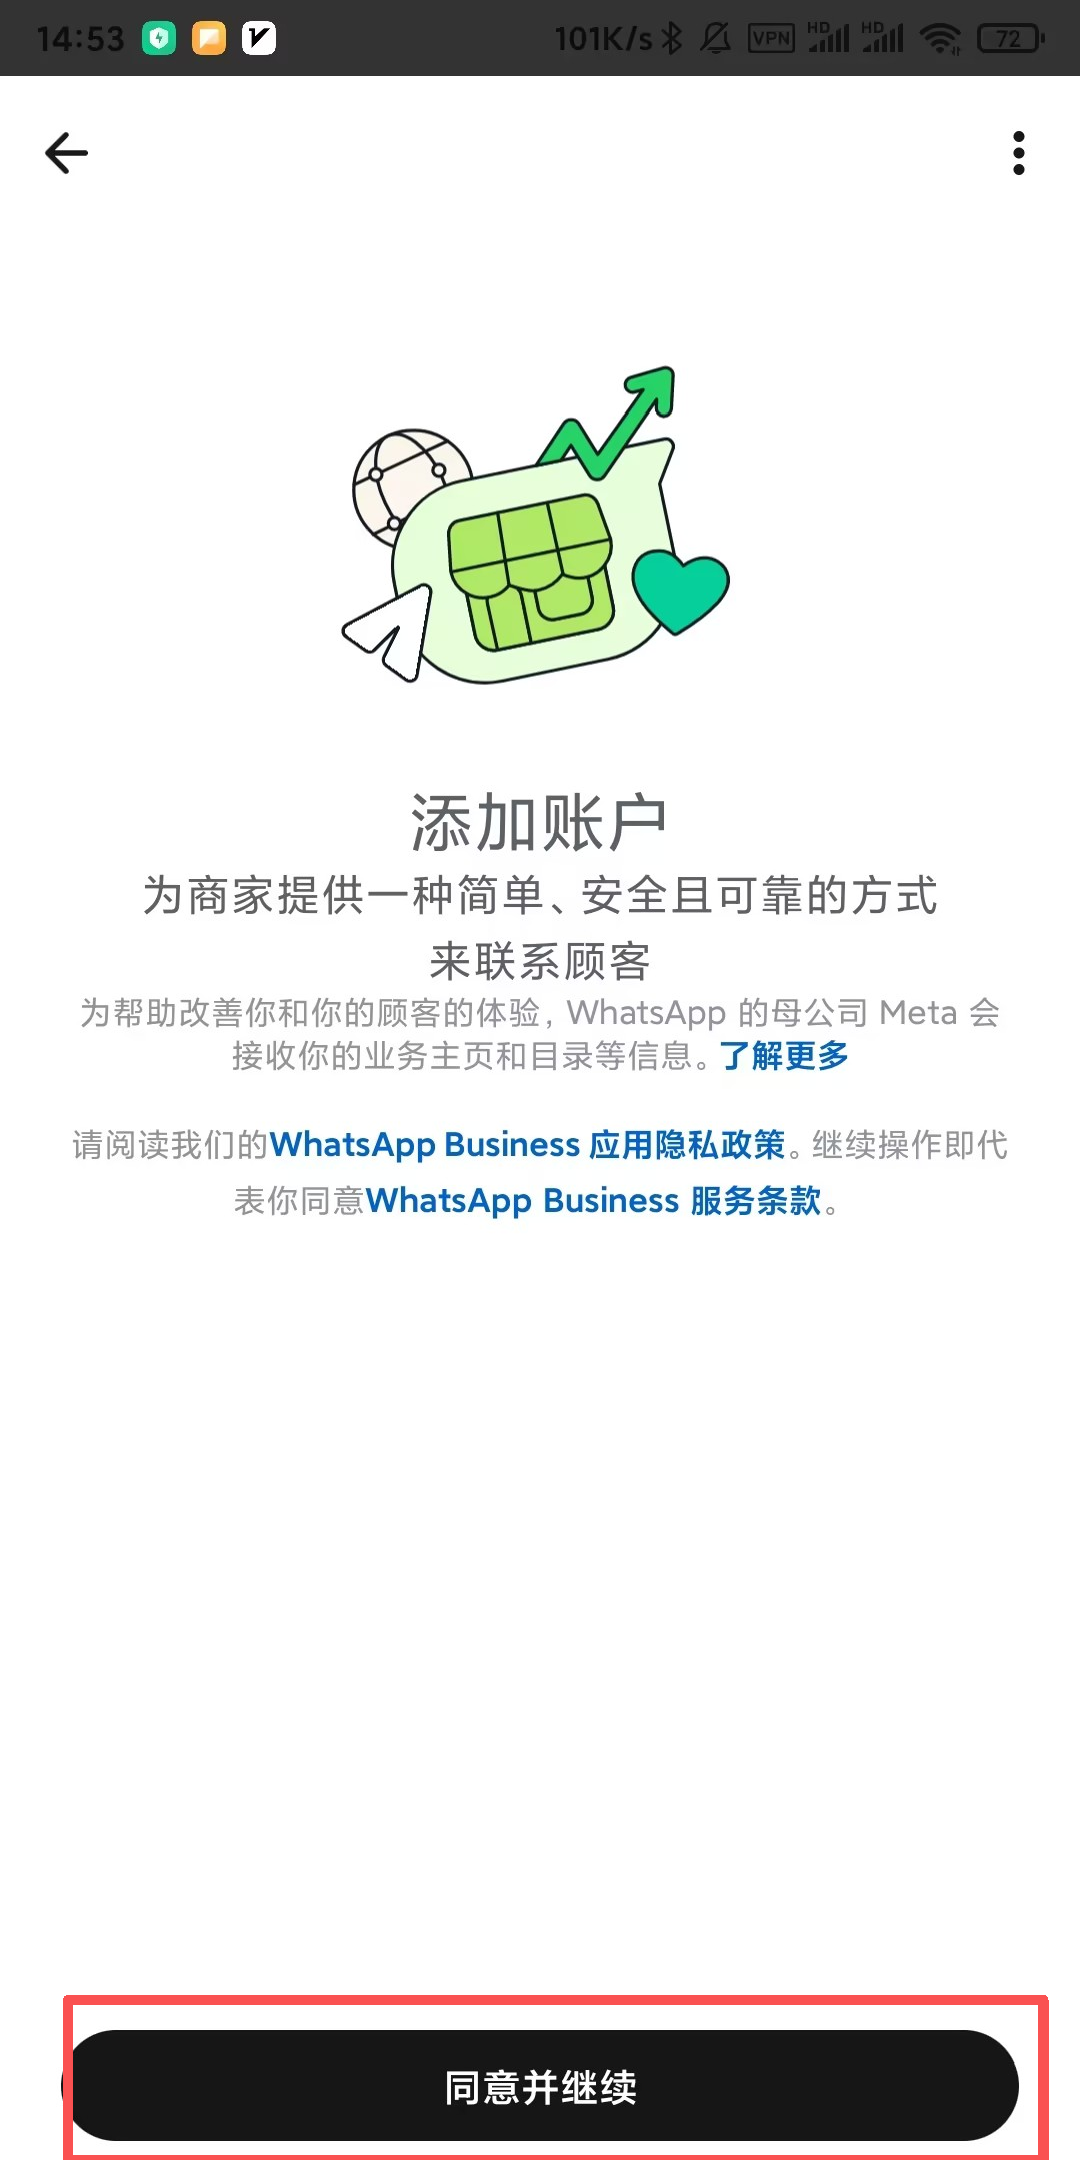 14:53
101K/s VPN HD HD 72
添加账户
为商家提供一种简单、安全且可靠的方式
来联系顾客
为帮助改善你和你的顾客的体验，WhatsApp 的母公司 Meta 会
接收你的业务主页和目录等信息。了解更多
请阅读我们的WhatsApp Business 应用隐私政策。继续操作即代
表你同意WhatsApp Business 服务条款。
同意并继续